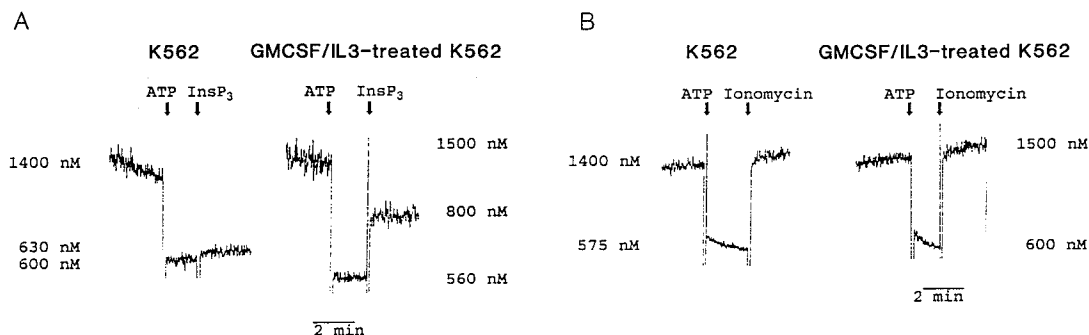 A
K562
GMCSF/IL3-treated K562
ATP InsP3
ATP InsP3
1400 nM
630 nM
600 nM
1500 nM
800 nM
560 nM
2 min
B
K562
GMCSF/IL3-treated K562
ATP Ionomycin
ATP Ionomycin
1400 nM
575 nM
1500 nM
600 nM
2 min